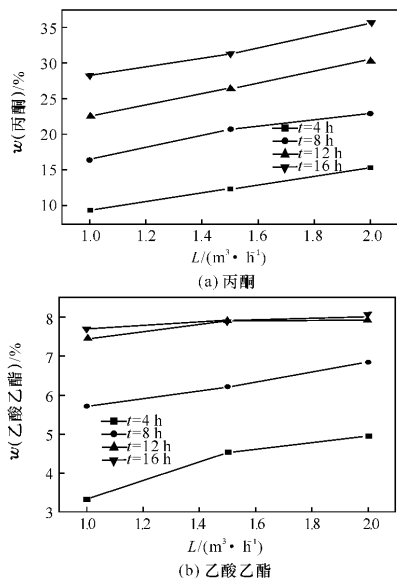 w(丙酮)/%
35
30
25
20
15
10
t=4 h
t=8 h
t=12 h
t=16 h
1.0 1.2 1.4 1.6 1.8 2.0
L/(m³·h⁻¹)
(a) 丙酮
w(乙酸乙酯)/%
8
7
6
5
4
3
t=4 h
t=8 h
t=12 h
t=16 h
1.0 1.2 1.4 1.6 1.8 2.0
L/(m³·h⁻¹)
(b) 乙酸乙酯